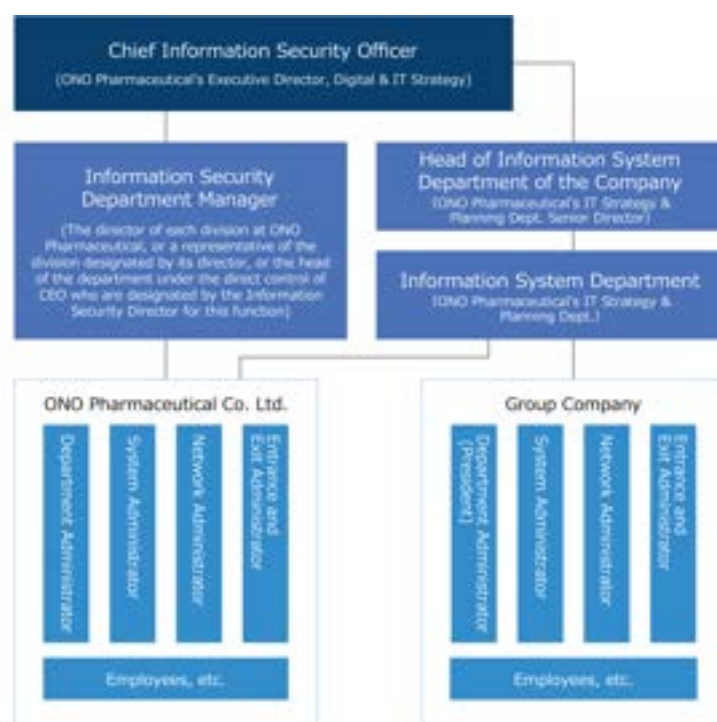 Chief Information Security Officer
(ONO Pharmaceutical's Executive Director, Digital & IT Strategy)
Information Security
Department Manager
(The director of each division at ONO
Pharmaceutical, or a representative of the
division designated by its director, or the head
of the department under the direct control of
CEO who are designated by the Information
Security Director for this function)
Head of Information System
Department of the Company
(ONO Pharmaceutical's IT Strategy &
Planning Dept. Senior Director)
Information System Department
(ONO Pharmaceutical's IT Strategy &
Planning Dept.)
ONO Pharmaceutical Co. Ltd.
Department Administrator
System Administrator
Network Administrator
Entrance and
Exit Administrator
Employees, etc.
Group Company
Department Administrator
(President)
System Administrator
Network Administrator
Entrance and
Exit Administrator
Employees, etc.